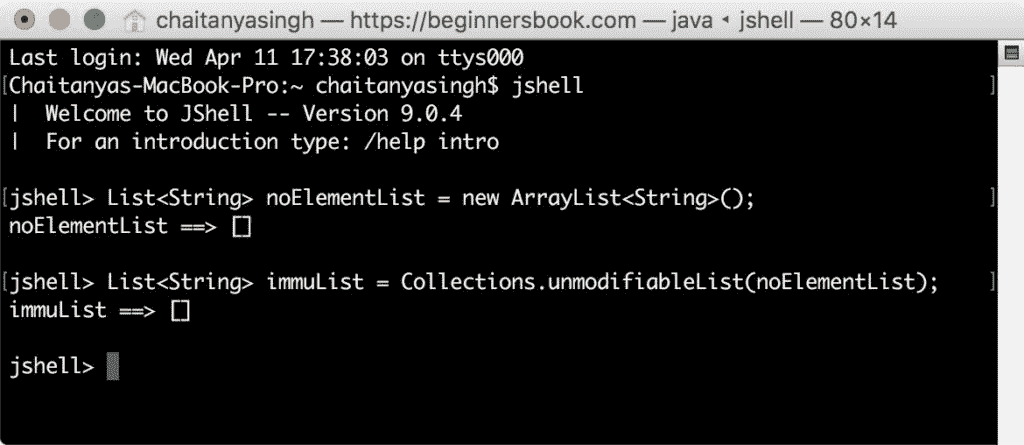 chaitanyasingh — https://beginnersbook.com — java ◂ jshell — 80×14
Last login: Wed Apr 11 17:38:03 on ttys000
[Chaitanyas-MacBook-Pro:~ chaitanyasingh$ jshell ]
|  Welcome to JShell -- Version 9.0.4
|  For an introduction type: /help intro
[jshell> List<String> noElementList = new ArrayList<String>(); ]
noElementList ==> []
[jshell> List<String> immuList = Collections.unmodifiableList(noElementList); ]
immuList ==> []
jshell>